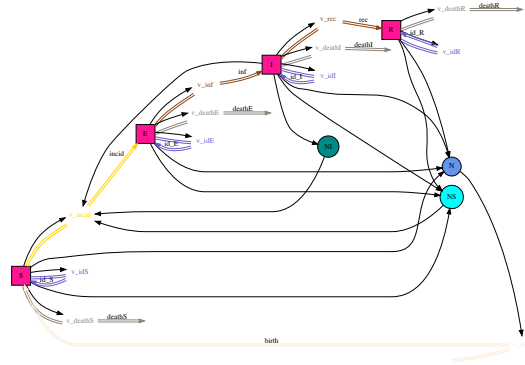 v_deathR deathR
v_rec rec R
id_R
v_idR
v_deathI deathI
I inf
id_I v_idI
v_inf
v_deathE deathE
E
id_E v_idE
NI
incid
N
NS
v_incid
S
v_idS
id_S
v_deathS deathS
birth